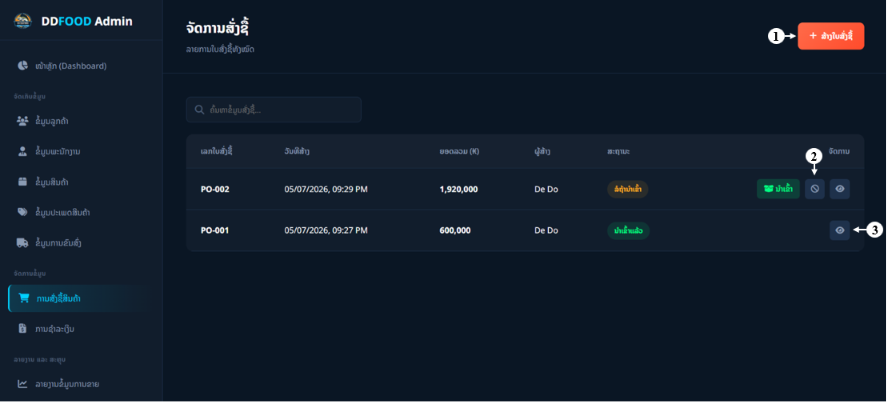 DDFOOD Admin
ຈັດການສັ່ງຊື້
ລາຍການໃບສັ່ງຊື້ທັງໝົດ
1
+ ສ້າງໃບສັ່ງຊື້
ໜ້າຫຼັກ (Dashboard)
ຈັດເກັບຂໍ້ມູນ
ຂໍ້ມູນລູກຄ້າ
ຂໍ້ມູນພະນັກງານ
ຂໍ້ມູນສິນຄ້າ
ຂໍ້ມູນປະເພດສິນຄ້າ
ຂໍ້ມູນການຂົນສົ່ງ
ຈັດການຂໍ້ມູນ
ການສັ່ງຊື້ສິນຄ້າ
ການຊຳລະເງິນ
ລາຍງານ ແລະ ສະຫຼຸບ
ລາຍງານຂໍ້ມູນການຂາຍ
ຄົ້ນຫາຂໍ້ມູນສັ່ງຊື້...
ເລກໃບສັ່ງຊື້ ວັນທີສ້າງ ຍອດລວມ (₭) ຜູ້ສ້າງ ສະຖານະ 2 ຈັດການ
PO-002 05/07/2026, 09:29 PM 1,920,000 De Do ລໍຖ້ານຳເຂົ້າ ນຳເຂົ້າ
PO-001 05/07/2026, 09:27 PM 600,000 De Do ນຳເຂົ້າແລ້ວ 3